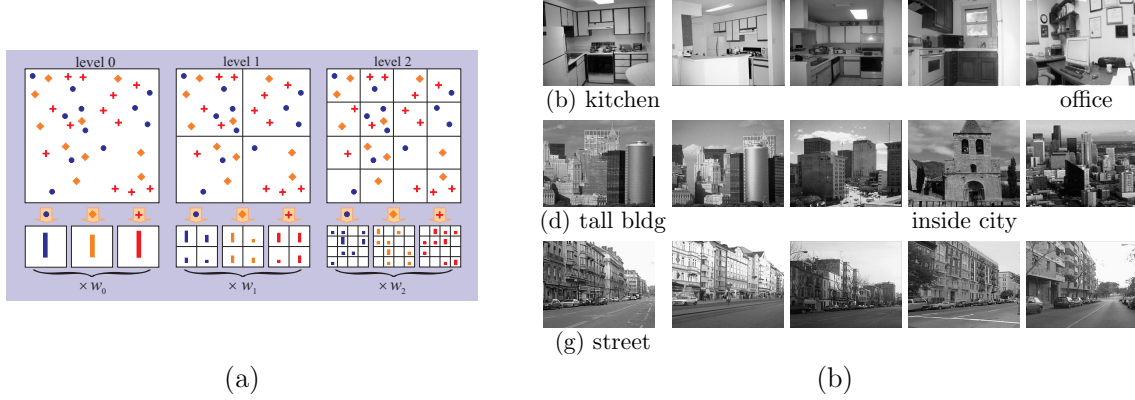 level 0 level 1 level 2
× w0 × w1 × w2
(a)
(b) kitchen office
(d) tall bldg inside city
(g) street
(b)